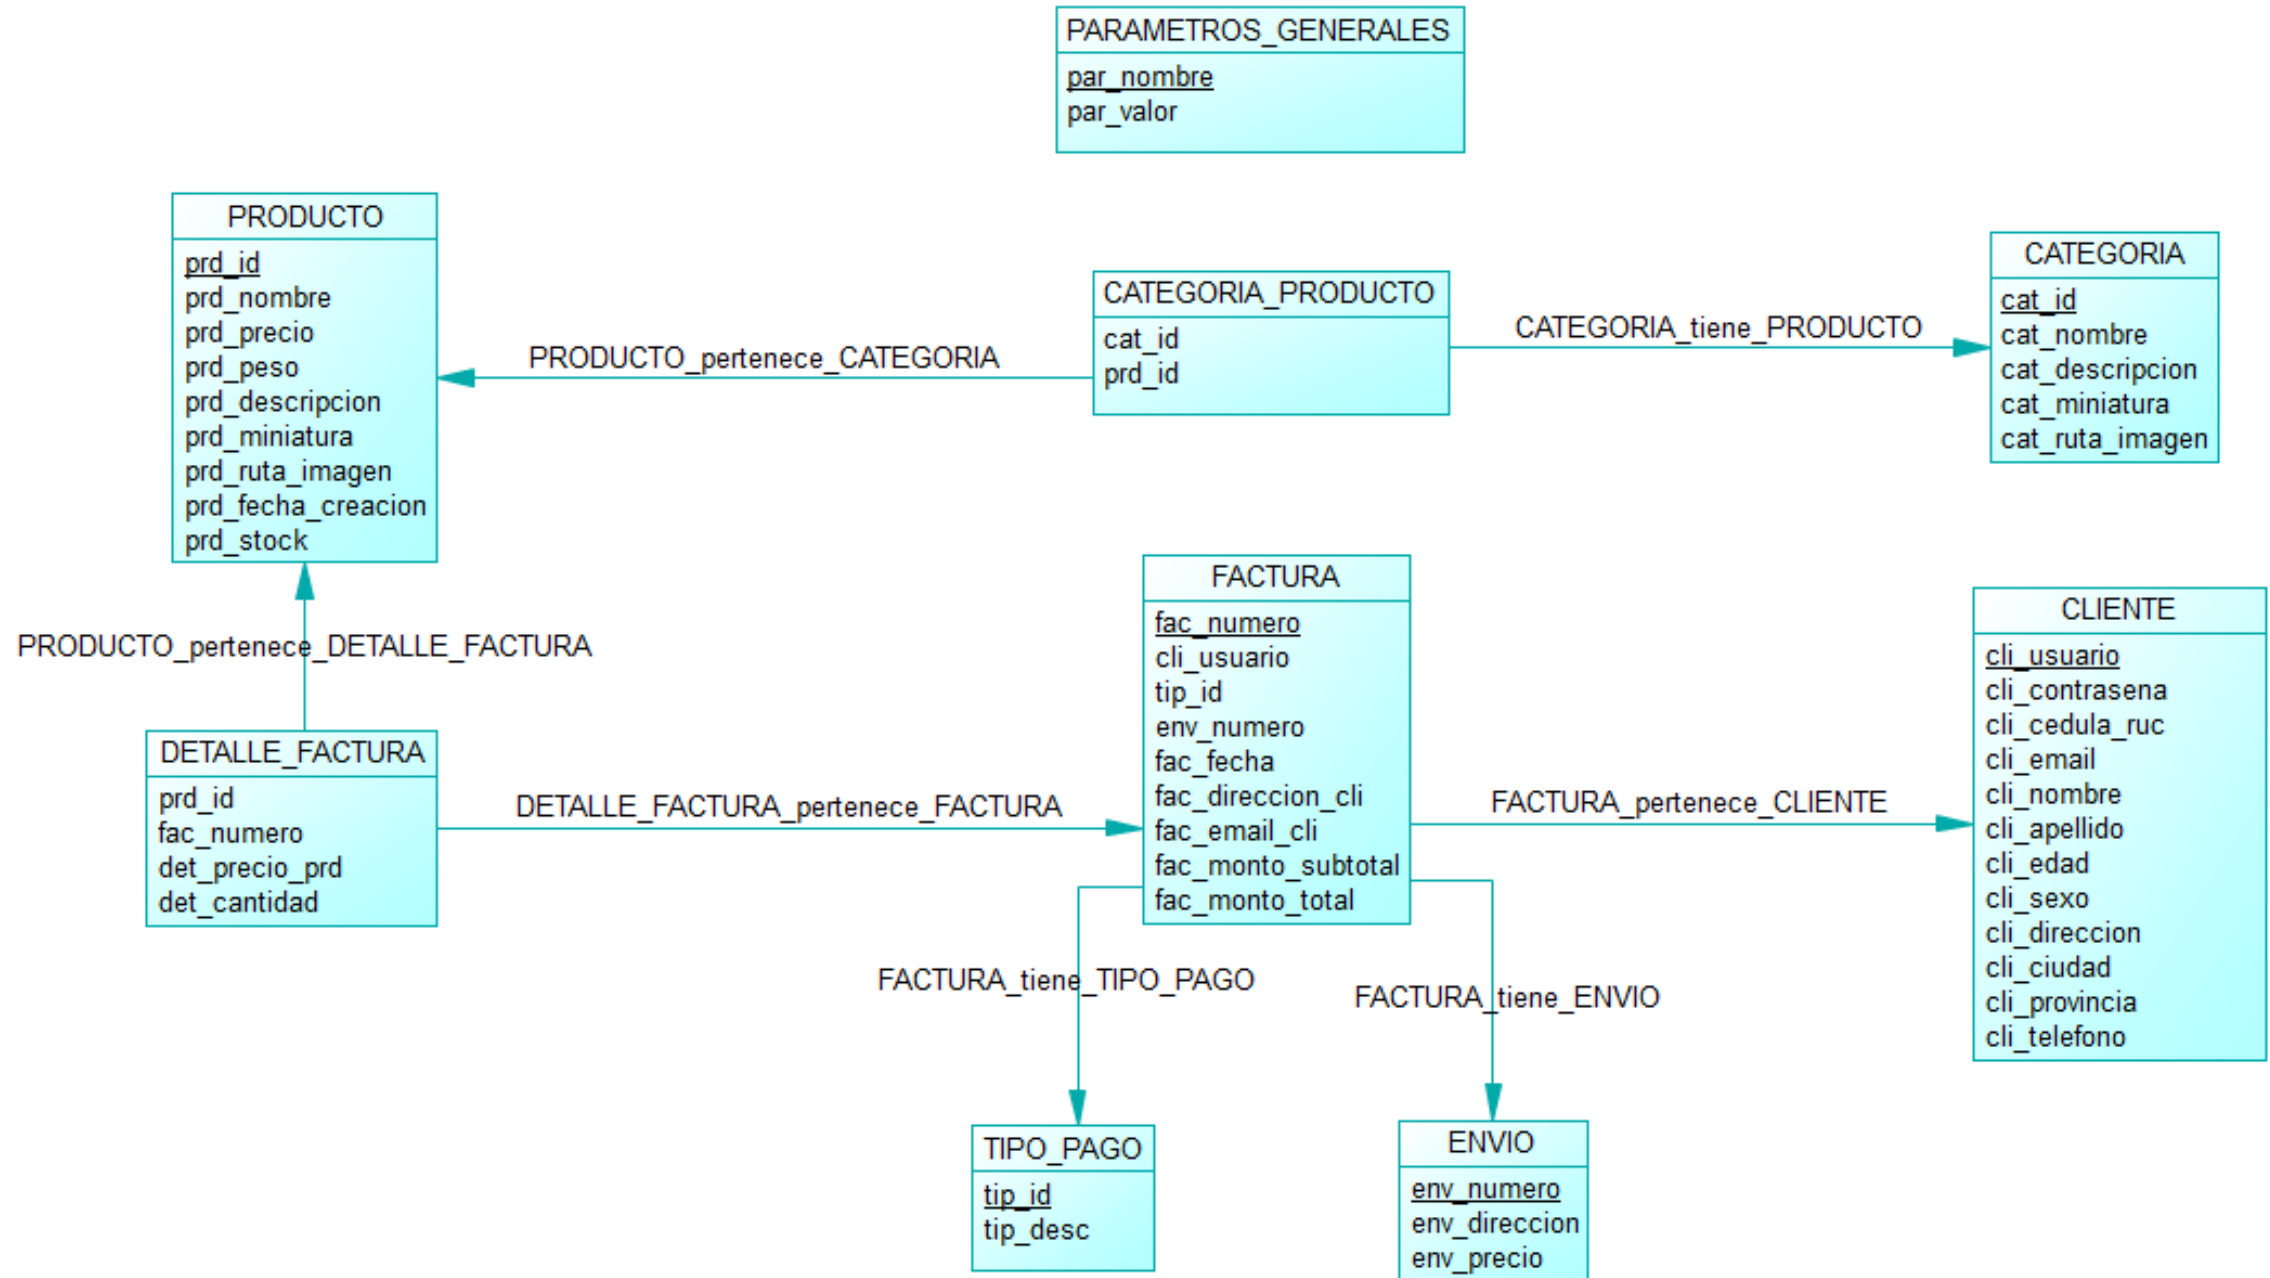 PARAMETROS_GENERALES
par_nombre
par_valor
PRODUCTO
prd_id
prd_nombre
prd_precio
prd_peso
prd_descripcion
prd_miniatura
prd_ruta_imagen
prd_fecha_creacion
prd_stock
PRODUCTO_pertenece_CATEGORIA
CATEGORIA_PRODUCTO
cat_id
prd_id
CATEGORIA_tiene_PRODUCTO
CATEGORIA
cat_id
cat_nombre
cat_descripcion
cat_miniatura
cat_ruta_imagen
PRODUCTO_pertenece_DETALLE_FACTURA
DETALLE_FACTURA
prd_id
fac_numero
det_precio_prd
det_cantidad
DETALLE_FACTURA_pertenece_FACTURA
FACTURA
fac_numero
cli_usuario
tip_id
env_numero
fac_fecha
fac_direccion_cli
fac_email_cli
fac_monto_subtotal
fac_monto_total
FACTURA_pertenece_CLIENTE
CLIENTE
cli_usuario
cli_contrasena
cli_cedula_ruc
cli_email
cli_nombre
cli_apellido
cli_edad
cli_sexo
cli_direccion
cli_ciudad
cli_provincia
cli_telefono
FACTURA_tiene_TIPO_PAGO
FACTURA_tiene_ENVIO
TIPO_PAGO
tip_id
tip_desc
ENVIO
env_numero
env_direccion
env_precio